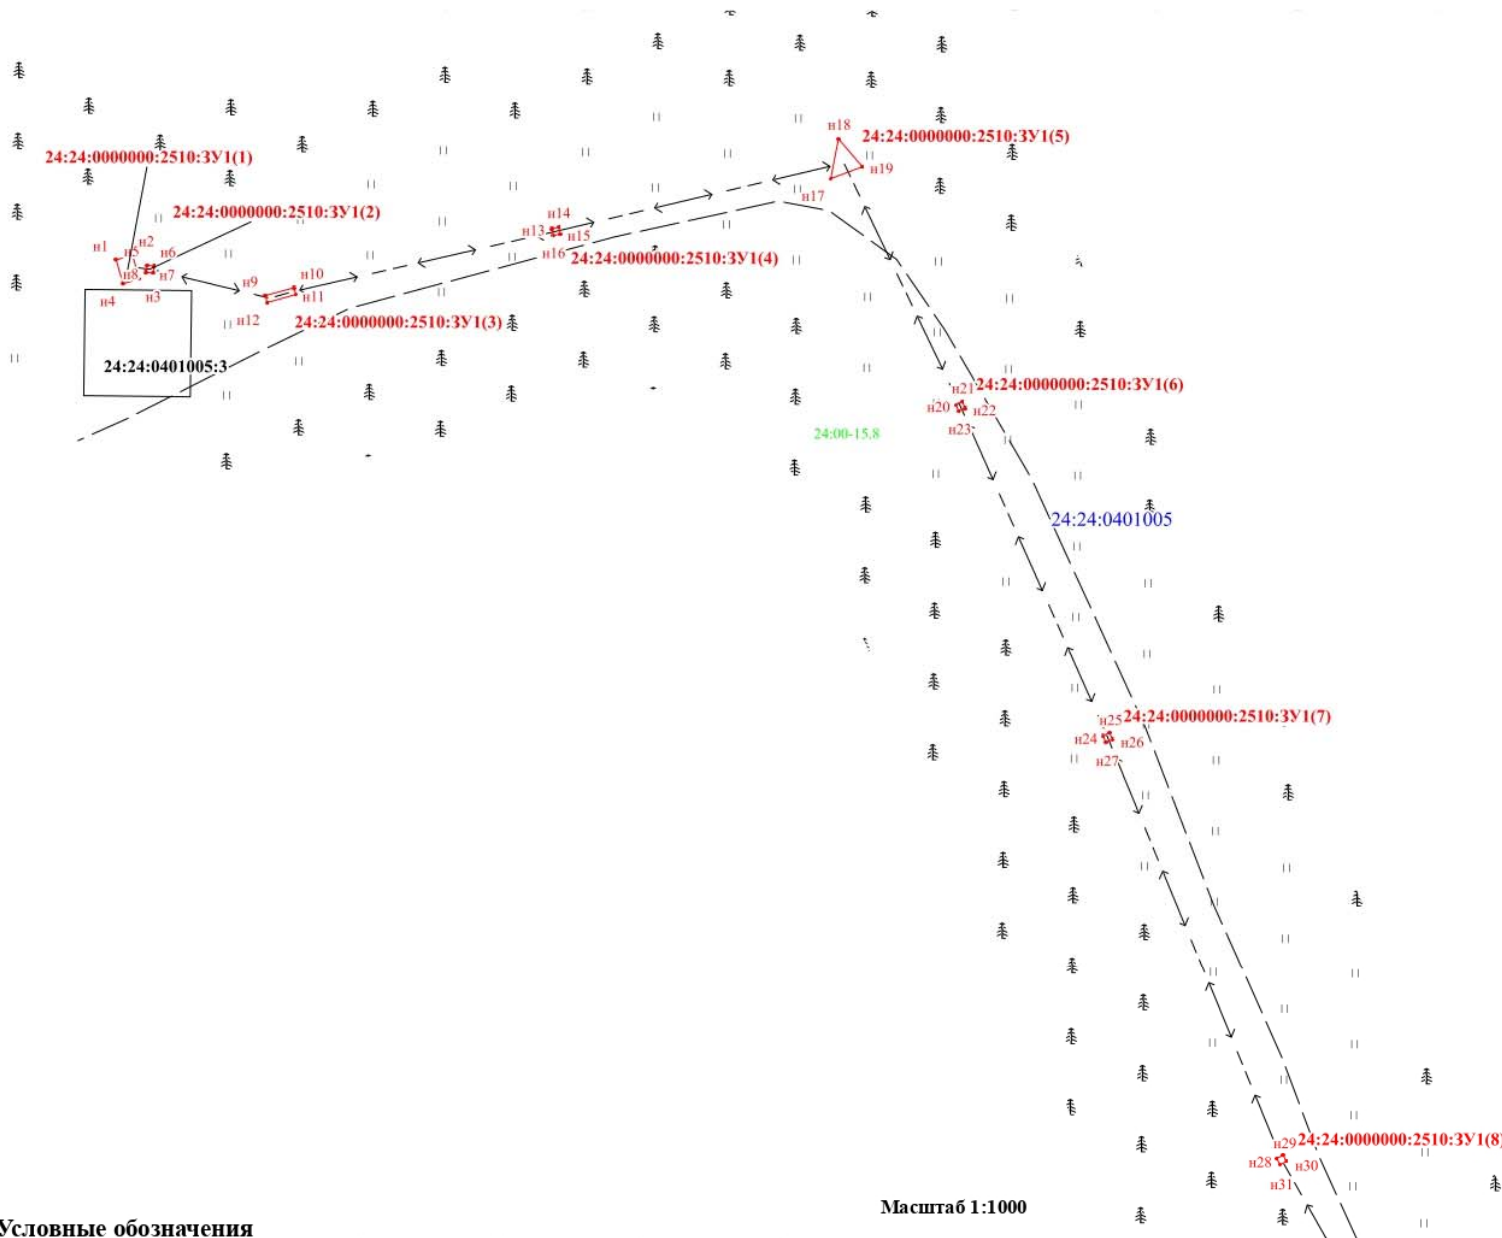 н18
24:24:0000000:2510:ЗУ1(5)
24:24:0000000:2510:ЗУ1(1)
н19
н17
24:24:0000000:2510:ЗУ1(2)
н14
н13
н15
н16
24:24:0000000:2510:ЗУ1(4)
н1
н2
н5
н6
н8
н7
н4
н3
н9
н10
н11
н12
24:24:0000000:2510:ЗУ1(3)
24:24:0401005:3
н21
24:24:0000000:2510:ЗУ1(6)
н20
н22
н23
24:00-15.8
24:24:0401005
н25
24:24:0000000:2510:ЗУ1(7)
н24
н26
н27
н29
24:24:0000000:2510:ЗУ1(8)
н28
н30
н31
Масштаб 1:1000
Условные обозначения